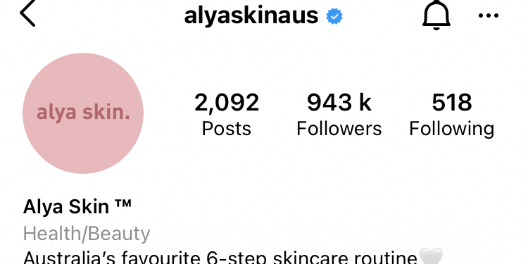 alyaskinaus
alya skin.
2,092 943 k 518
Posts Followers Following
Alya Skin ™
Health/Beauty
Australia's favourite 6-step skincare routine🤍